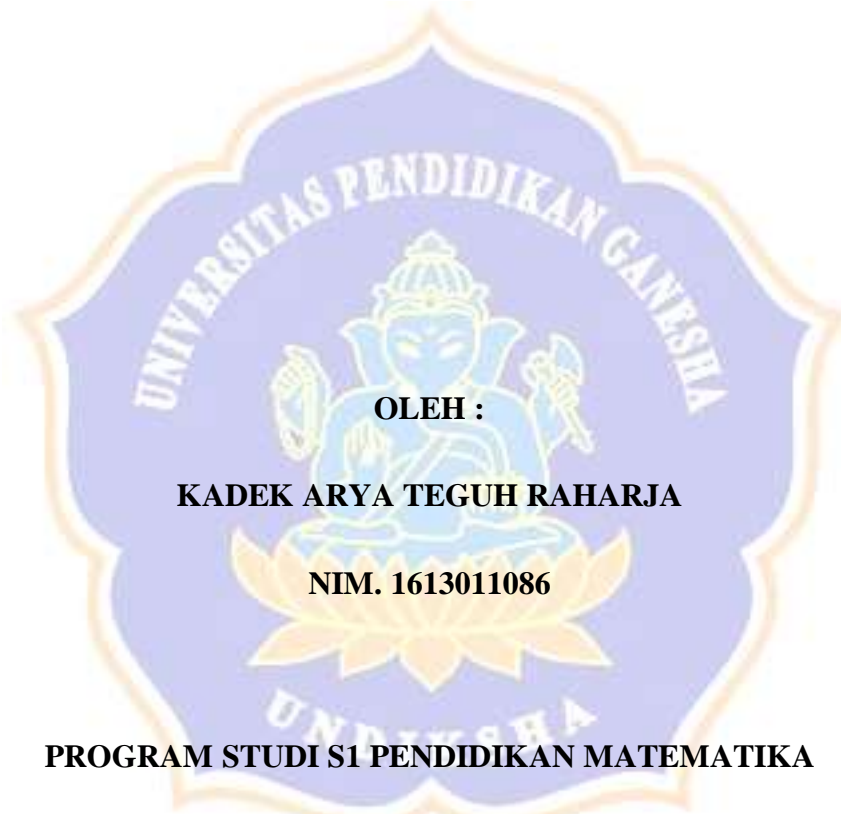 UNIVERSITAS PENDIDIKAN GANESHA
OLEH :
KADEK ARYA TEGUH RAHARJA
NIM. 1613011086
UNDIKSHA
PROGRAM STUDI S1 PENDIDIKAN MATEMATIKA